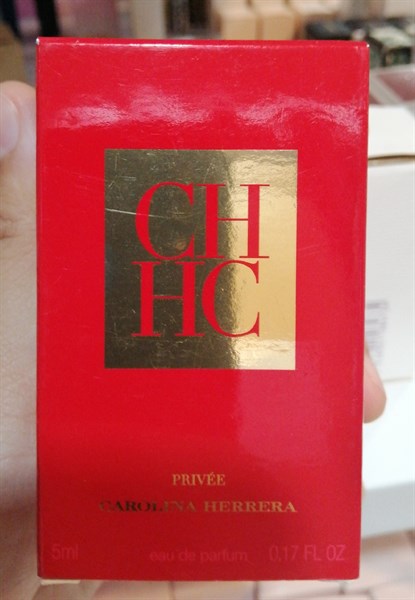 CH
HC
PRIVÉE
CAROLINA HERRERA
5ml eau de parfum 0.17 FL OZ